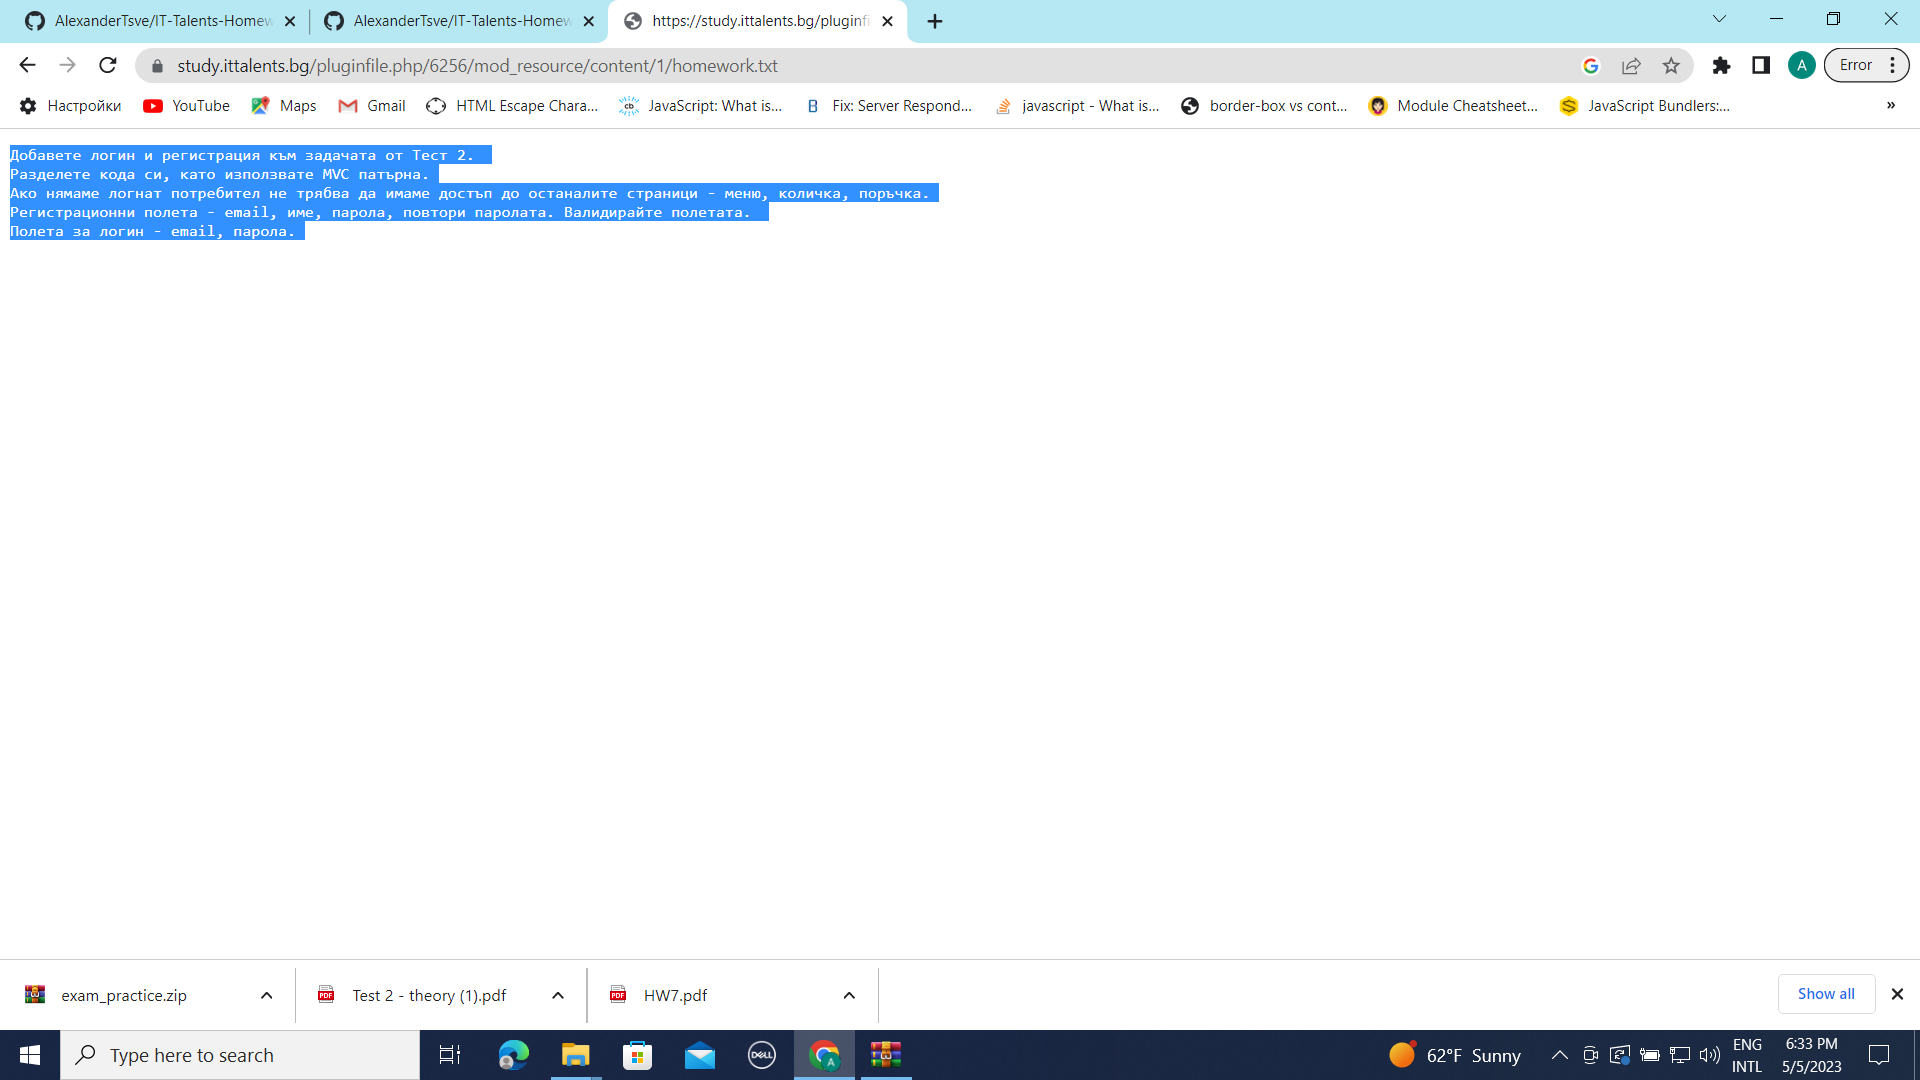 AlexanderTsve/IT-Talents-Homew
AlexanderTsve/IT-Talents-Homew
https://study.ittalents.bg/pluginfi
study.ittalents.bg/pluginfile.php/6256/mod_resource/content/1/homework.txt
A
Error
Настройки
YouTube
Maps
Gmail
HTML Escape Chara...
JavaScript: What is...
Fix: Server Respond...
javascript - What is...
border-box vs cont...
Module Cheatsheet...
JavaScript Bundlers:...
»
Добавете логин и регистрация към задачата от Тест 2.
Разделете кода си, като използвате MVC патърна.
Ако нямаме логнат потребител не трябва да имаме достъп до останалите страници - меню, количка, поръчка.
Регистрационни полета - email, име, парола, повтори паролата. Валидирайте полетата.
Полета за логин - email, парола.
exam_practice.zip
PDF
Test 2 - theory (1).pdf
PDF
HW7.pdf
Show all
Type here to search
DELL
A
62°F Sunny
ENG
INTL
6:33 PM
5/5/2023